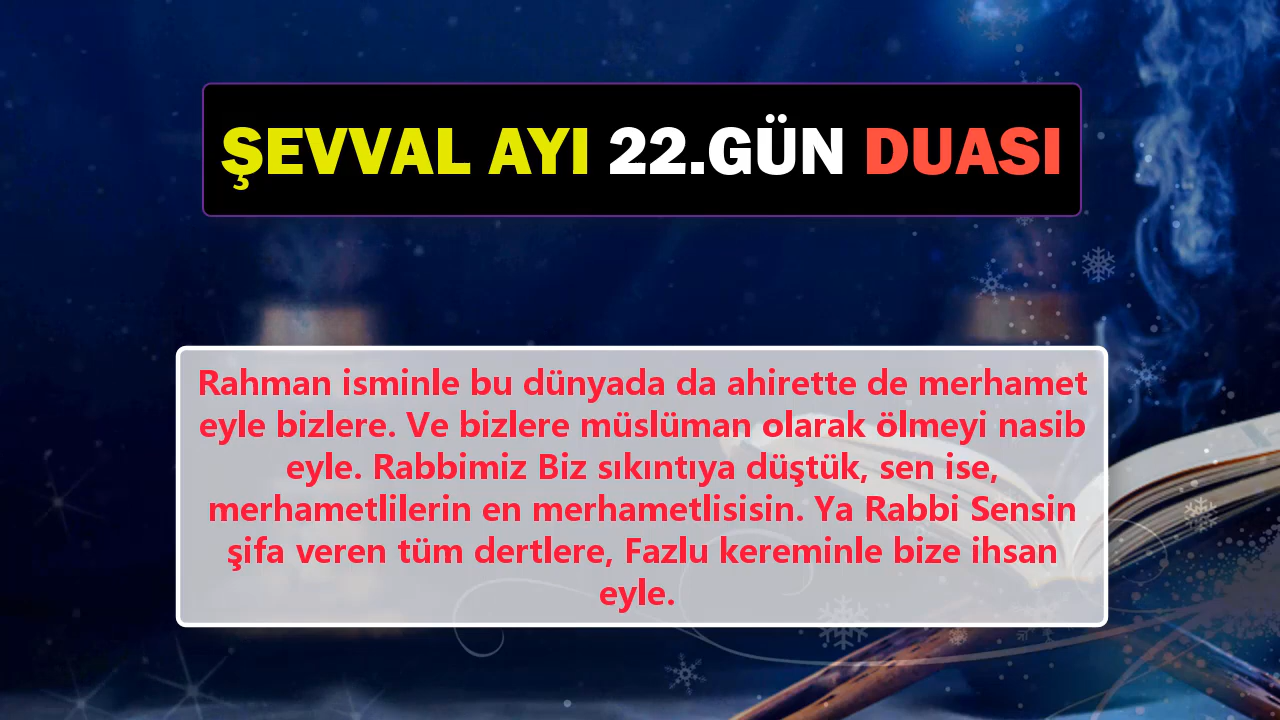 ŞEVVAL AYI 22.GÜN DUASI
Rahman isminle bu dünyada da ahirette de merhamet
eyle bizlere. Ve bizlere müslüman olarak ölmeyi nasib
eyle. Rabbimiz Biz sıkıntıya düştük, sen ise,
merhametlilerin en merhametlisisin. Ya Rabbi Sensin
şifa veren tüm dertlere, Fazlu kereminle bize ihsan
eyle.